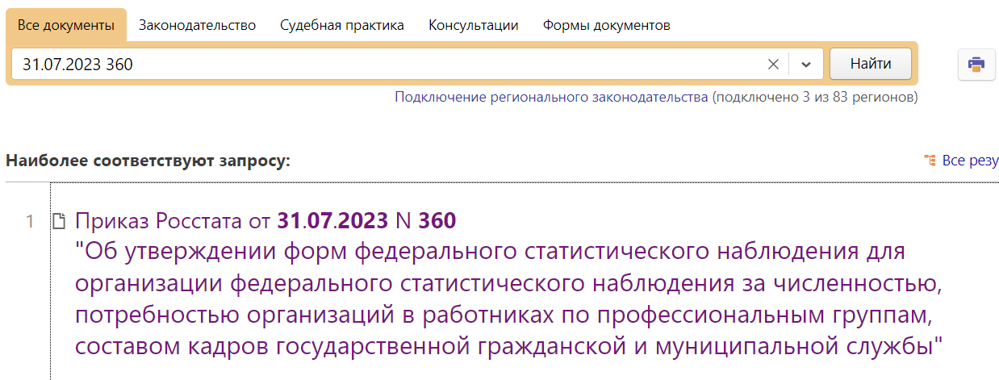 Все документы Законодательство Судебная практика Консультации Формы документов
31.07.2023 360 Найти
Подключение регионального законодательства (подключено 3 из 83 регионов)
Наиболее соответствуют запросу: Все резу
1 Приказ Росстата от 31.07.2023 N 360
"Об утверждении форм федерального статистического наблюдения для
организации федерального статистического наблюдения за численностью,
потребностью организаций в работниках по профессиональным группам,
составом кадров государственной гражданской и муниципальной службы"